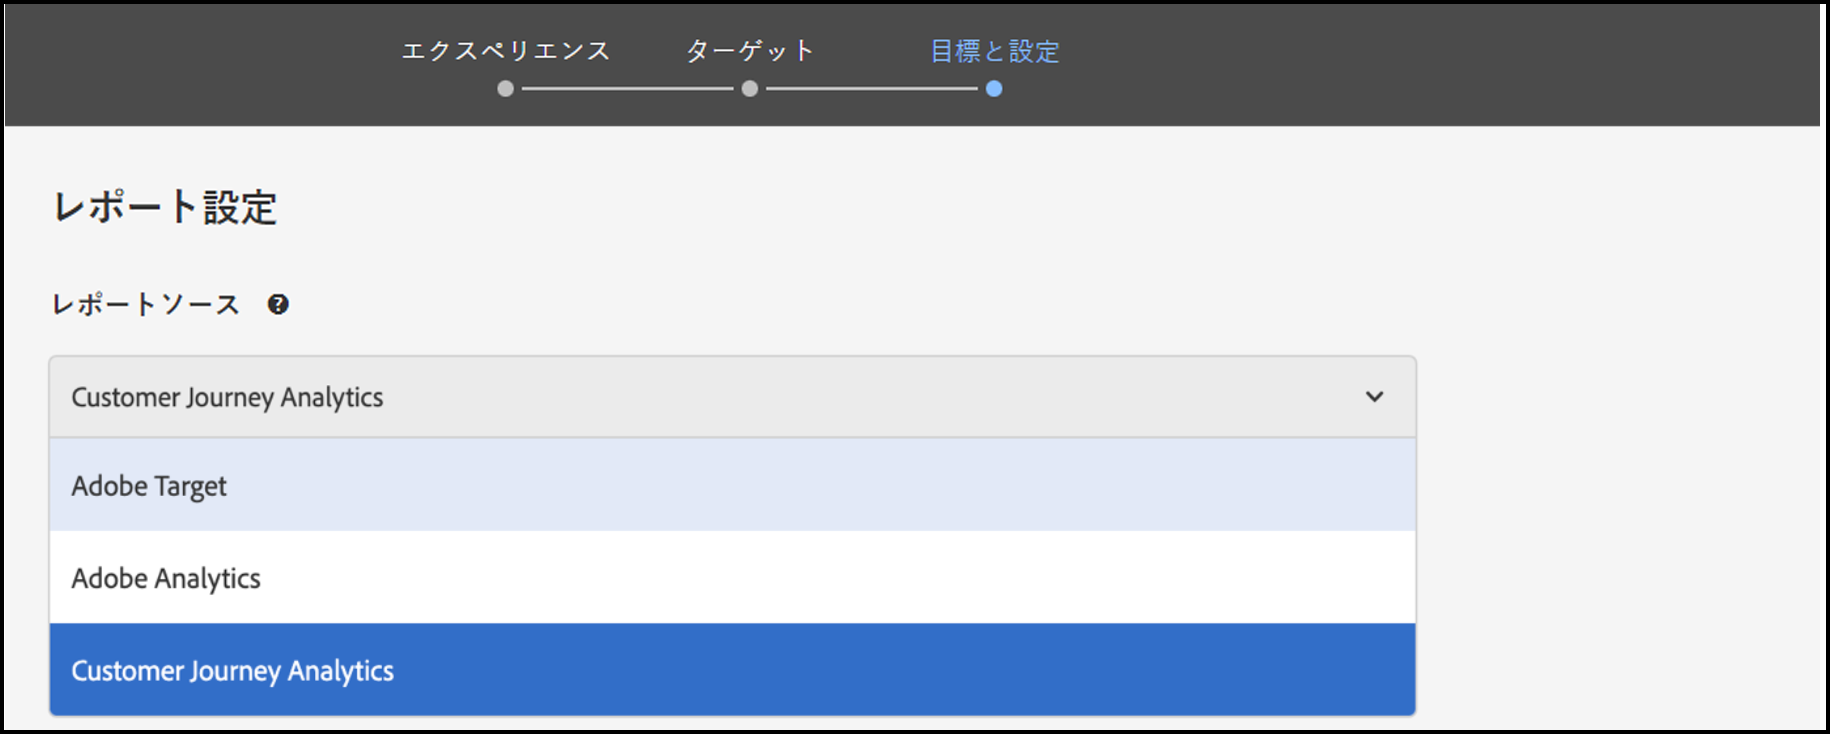 エクスペリエンス ターゲット 目標と設定
レポート設定
レポートソース ?
Customer Journey Analytics
Adobe Target
Adobe Analytics
Customer Journey Analytics